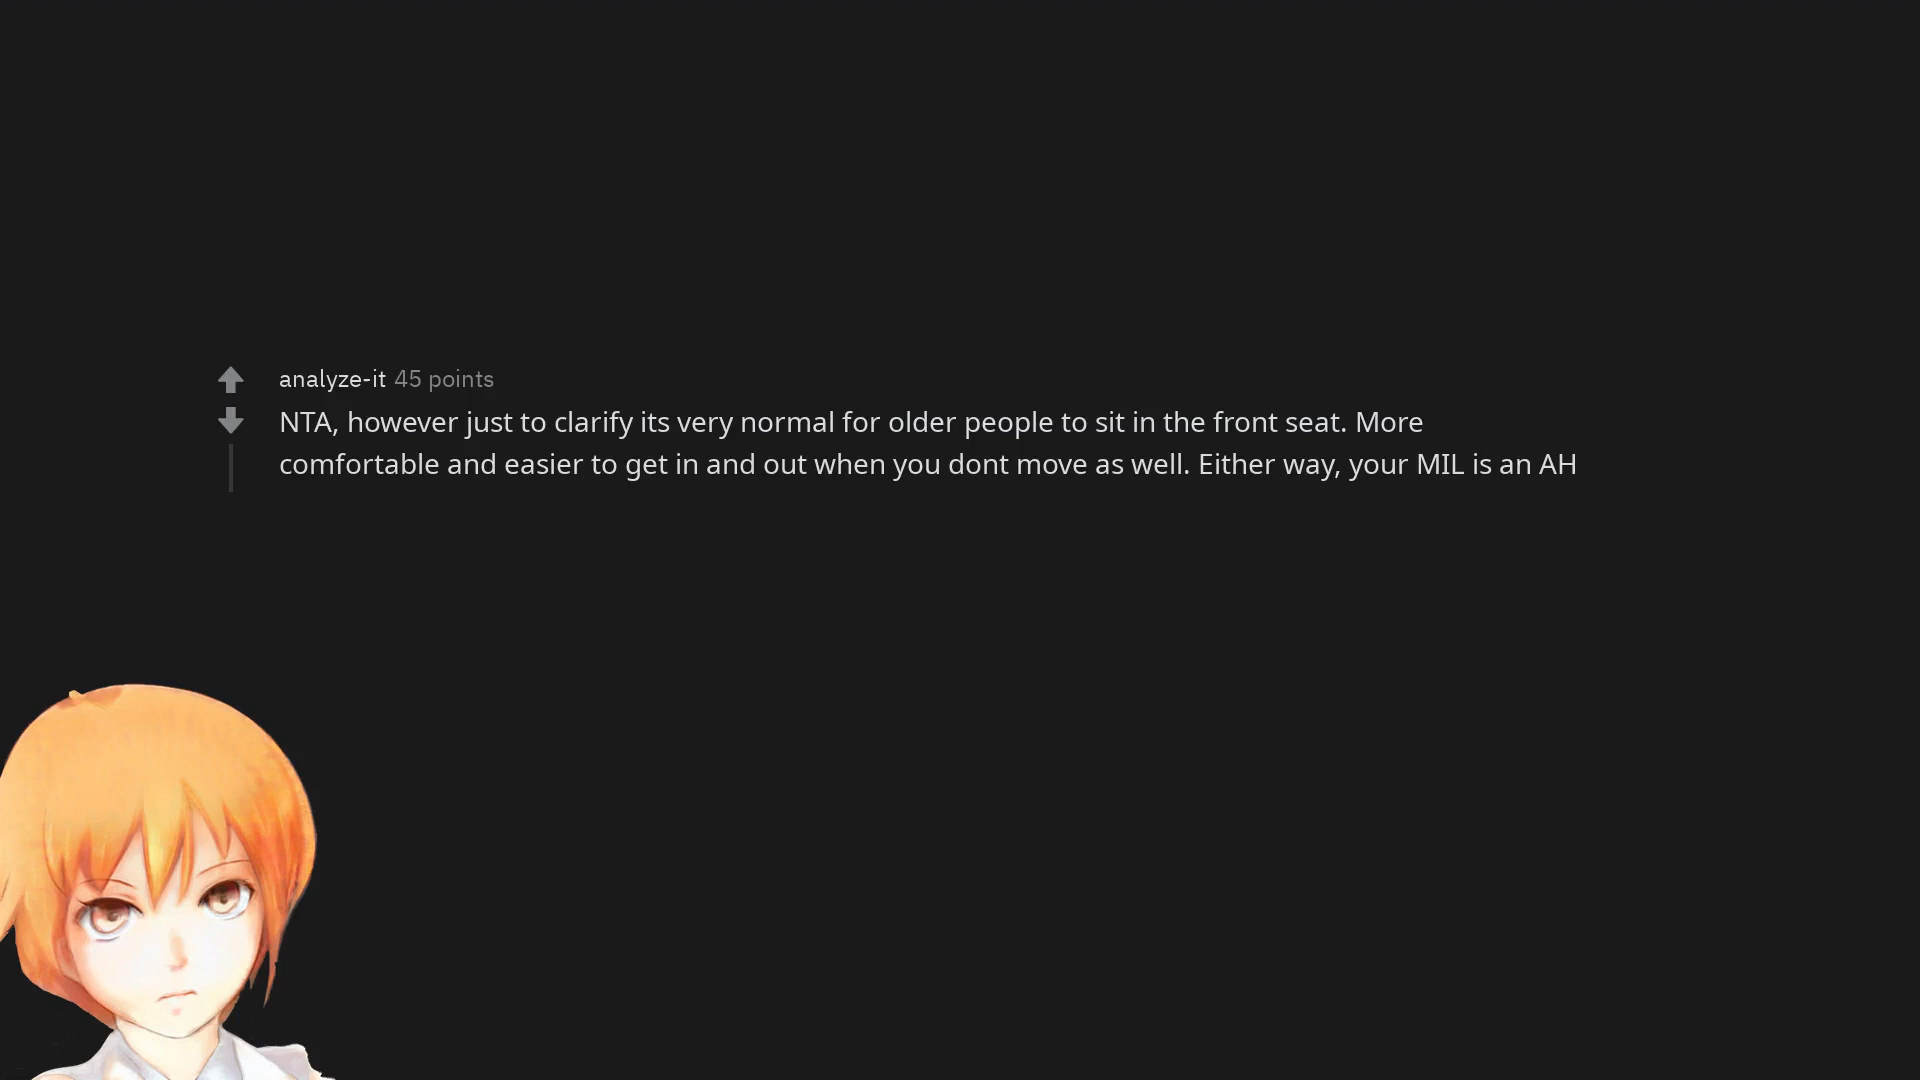 analyze-it 45 points
NTA, however just to clarify its very normal for older people to sit in the front seat. More
comfortable and easier to get in and out when you dont move as well. Either way, your MIL is an AH